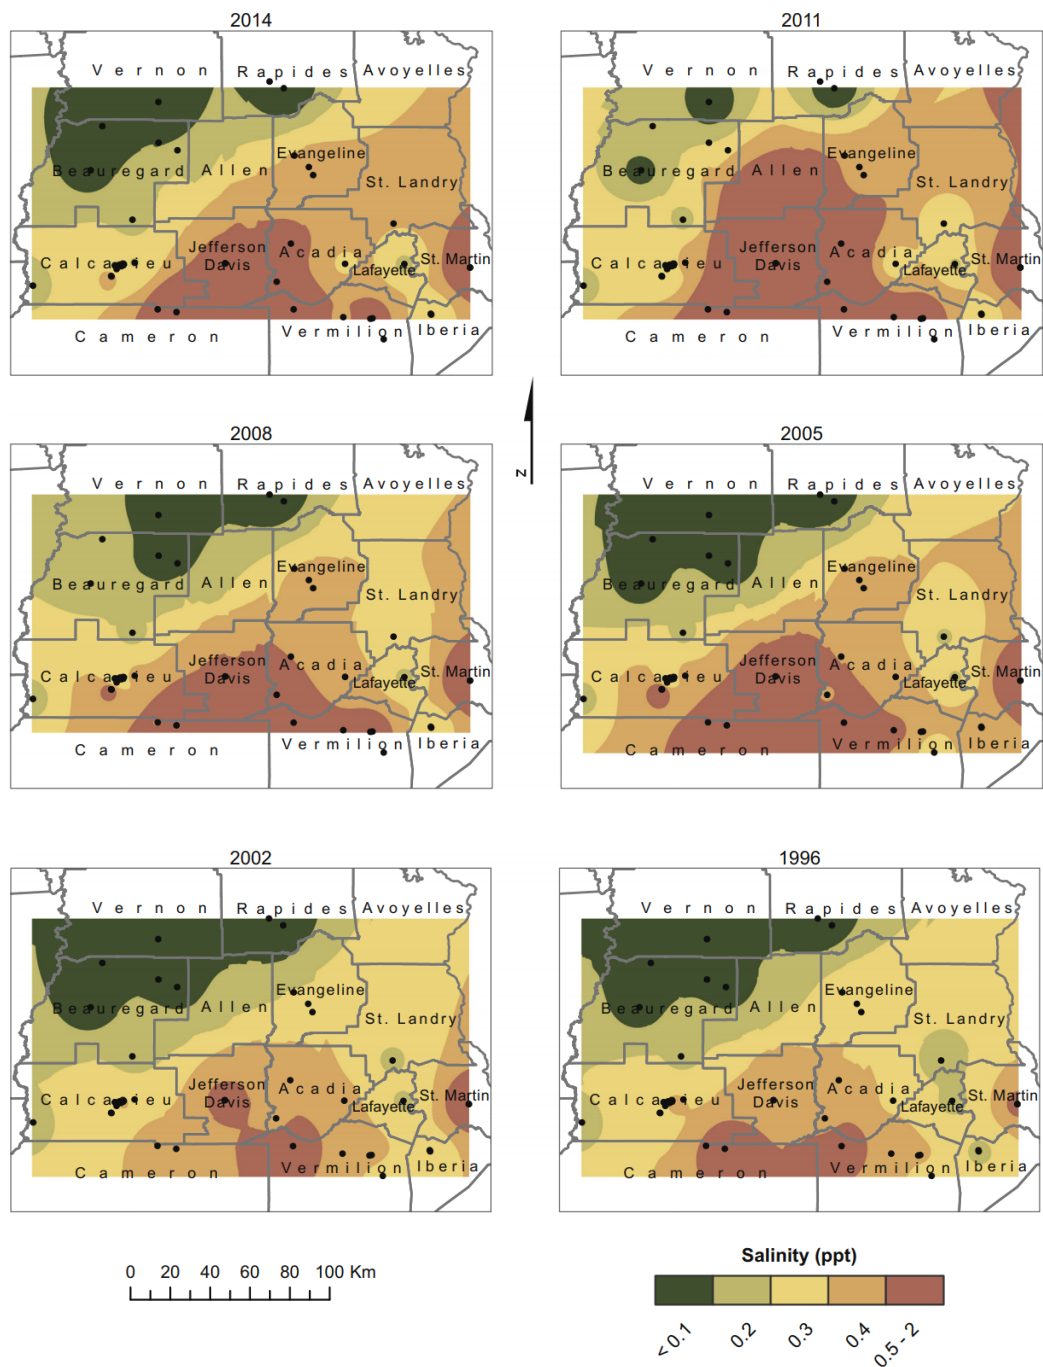 2014
2011
Vernon Rapides Avoyelles
Vernon Rapides Avoyelles
Evangeline
Evangeline
Beauregard Allen
Beauregard Allen
St. Landry
St. Landry
Jefferson
Davis
Acadia
Jefferson
Davis
Acadia
Calcasieu
Lafayette
St. Martin
Calcasieu
Lafayette
St. Martin
Cameron
Vermilion
Iberia
Cameron
Vermilion
Iberia
z
2008
2005
Vernon Rapides Avoyelles
Vernon Rapides Avoyelles
Evangeline
Evangeline
Beauregard Allen
Beauregard Allen
St. Landry
St. Landry
Jefferson
Davis
Acadia
Jefferson
Davis
Acadia
Calcasieu
Lafayette
St. Martin
Calcasieu
Lafayette
St. Martin
Cameron
Vermilion
Iberia
Cameron
Vermilion
Iberia
2002
1996
Vernon Rapides Avoyelles
Vernon Rapides Avoyelles
Evangeline
Evangeline
Beauregard Allen
Beauregard Allen
St. Landry
St. Landry
Jefferson
Davis
Acadia
Jefferson
Davis
Acadia
Calcasieu
Lafayette
St. Martin
Calcasieu
Lafayette
St. Martin
Cameron
Vermilion
Iberia
Cameron
Vermilion
Iberia
0 20 40 60 80 100 Km
Salinity (ppt)
< 0.1 0.2 0.3 0.4 0.5 - 2